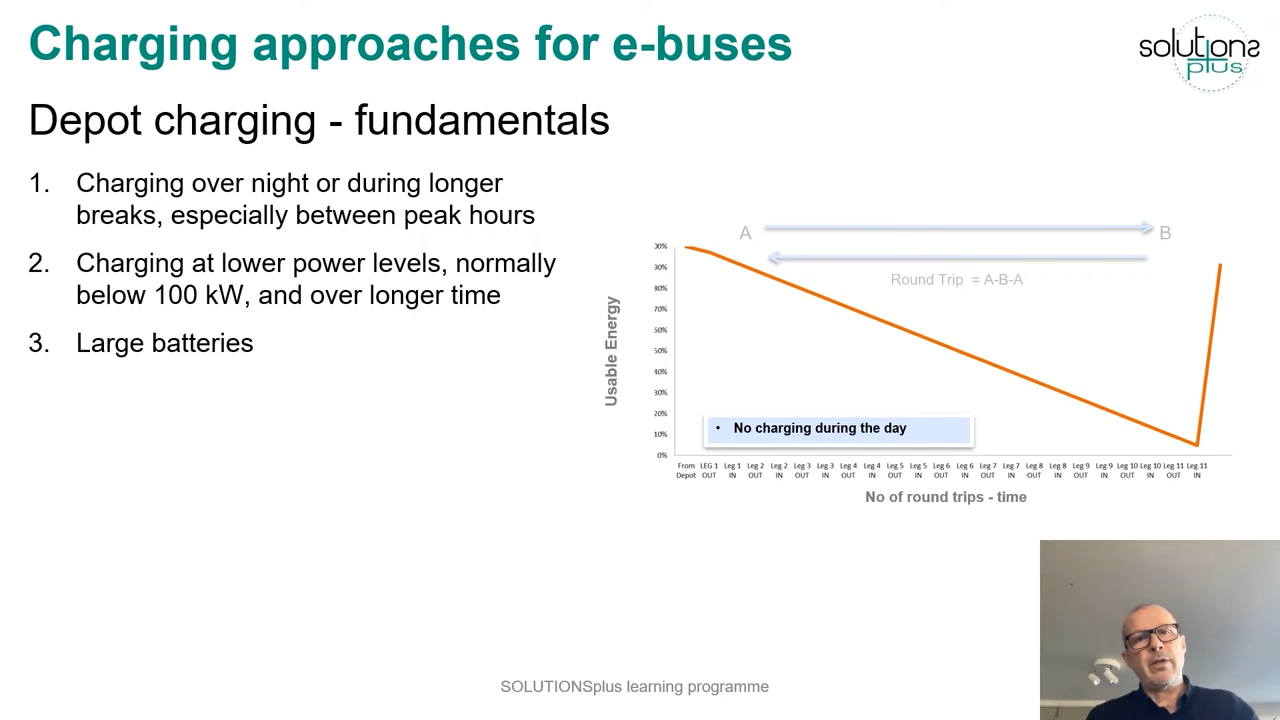 Charging approaches for e-buses
solutions
plus
Depot charging - fundamentals
1. Charging over night or during longer
breaks, especially between peak hours
2. Charging at lower power levels, normally
below 100 kW, and over longer time
3. Large batteries
A
B
Round Trip = A-B-A
Usable Energy
00%
90%
80%
70%
60%
50%
40%
30%
20%
10%
0%
• No charging during the day
From Depot
LEG 1 OUT
Leg 1 IN
Leg 2 OUT
Leg 2 IN
Leg 3 OUT
Leg 3 IN
Leg 4 OUT
Leg 4 IN
Leg 5 OUT
Leg 5 IN
Leg 6 OUT
Leg 6 IN
Leg 7 OUT
Leg 7 IN
Leg 8 OUT
Leg 8 IN
Leg 9 OUT
Leg 9 IN
Leg 10 OUT
Leg 10 IN
Leg 11 OUT
Leg 11 IN
No of round trips - time
SOLUTIONSplus learning programme